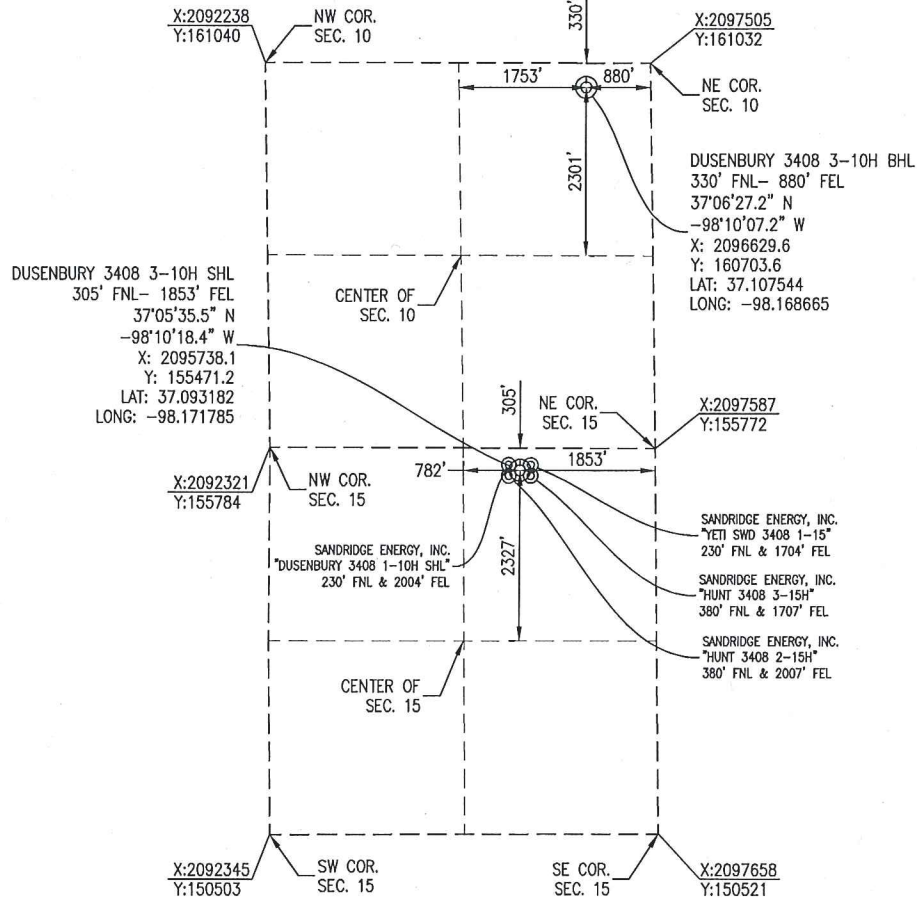 X:2092238
Y:161040
NW COR.
SEC. 10
330'
X:2097505
Y:161032
1753'
880'
NE COR.
SEC. 10
2301'
DUSENBURY 3408 3-10H BHL
330' FNL- 880' FEL
37°06'27.2" N
-98°10'07.2" W
X: 2096629.6
Y: 160703.6
LAT: 37.107544
LONG: -98.168665
DUSENBURY 3408 3-10H SHL
305' FNL- 1853' FEL
37°05'35.5" N
-98°10'18.4" W
X: 2095738.1
Y: 155471.2
LAT: 37.093182
LONG: -98.171785
CENTER OF
SEC. 10
305'
NE COR.
SEC. 15
X:2097587
Y:155772
782'
1853'
X:2092321
Y:155784
NW COR.
SEC. 15
SANDRIDGE ENERGY, INC.
"DUSENBURY 3408 1-10H SHL"
230' FNL & 2004' FEL
2327'
SANDRIDGE ENERGY, INC.
"YETI SWD 3408 1-15"
230' FNL & 1704' FEL
SANDRIDGE ENERGY, INC.
"HUNT 3408 3-15H"
380' FNL & 1707' FEL
SANDRIDGE ENERGY, INC.
"HUNT 3408 2-15H"
380' FNL & 2007' FEL
CENTER OF
SEC. 15
X:2092345
Y:150503
SW COR.
SEC. 15
SE COR.
SEC. 15
X:2097658
Y:150521